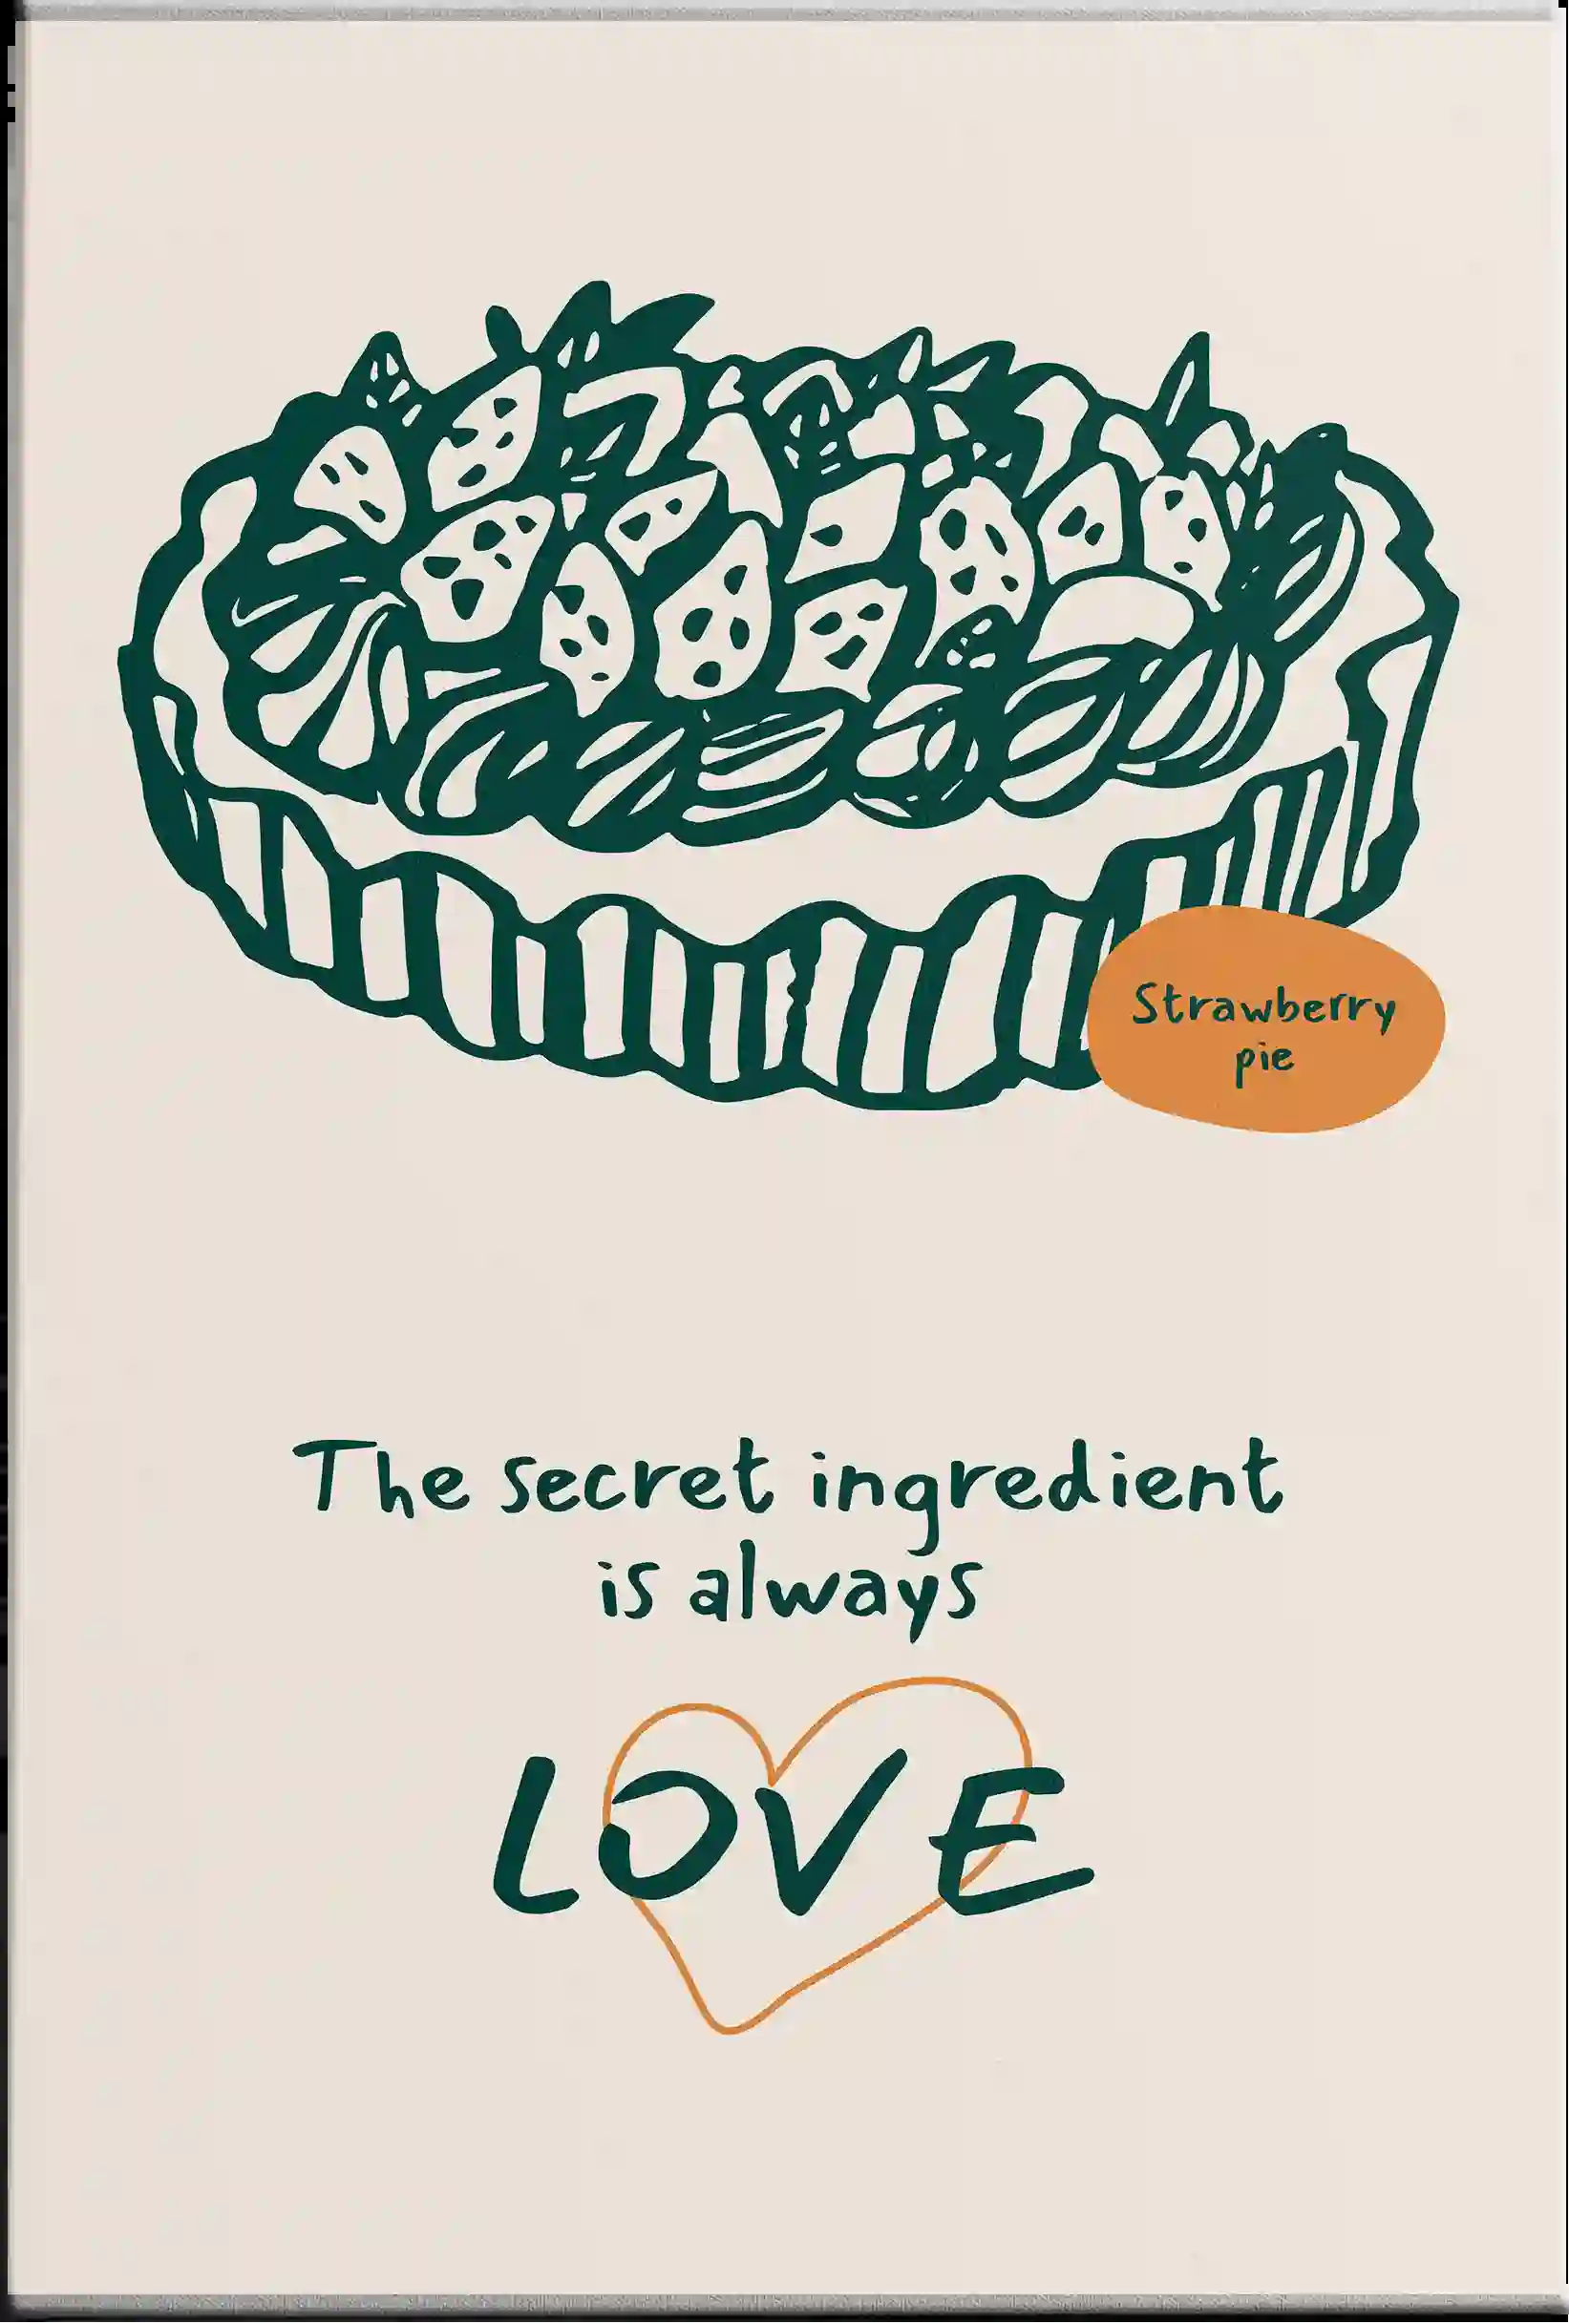 Strawberry
pie
The secret ingredient
is always
LOVE